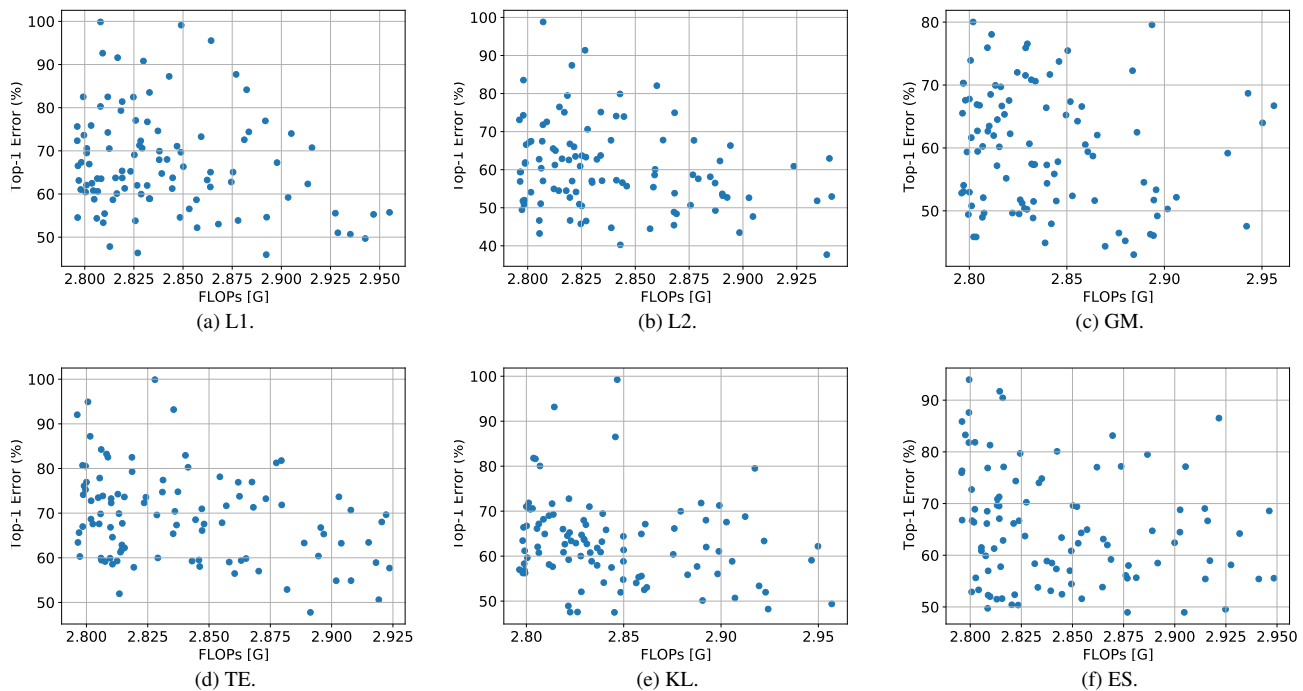 Top-1 Error (%)
100
90
80
70
60
50
2.800 2.825 2.850 2.875 2.900 2.925 2.950
FLOPs [G]
(a) L1.
Top-1 Error (%)
100
90
80
70
60
50
40
2.800 2.825 2.850 2.875 2.900 2.925
FLOPs [G]
(b) L2.
Top-1 Error (%)
80
70
60
50
2.80 2.85 2.90 2.95
FLOPs [G]
(c) GM.
Top-1 Error (%)
100
90
80
70
60
50
2.800 2.825 2.850 2.875 2.900 2.925
FLOPs [G]
(d) TE.
Top-1 Error (%)
100
90
80
70
60
50
2.80 2.85 2.90 2.95
FLOPs [G]
(e) KL.
Top-1 Error (%)
90
80
70
60
50
2.800 2.825 2.850 2.875 2.900 2.925 2.950
FLOPs [G]
(f) ES.